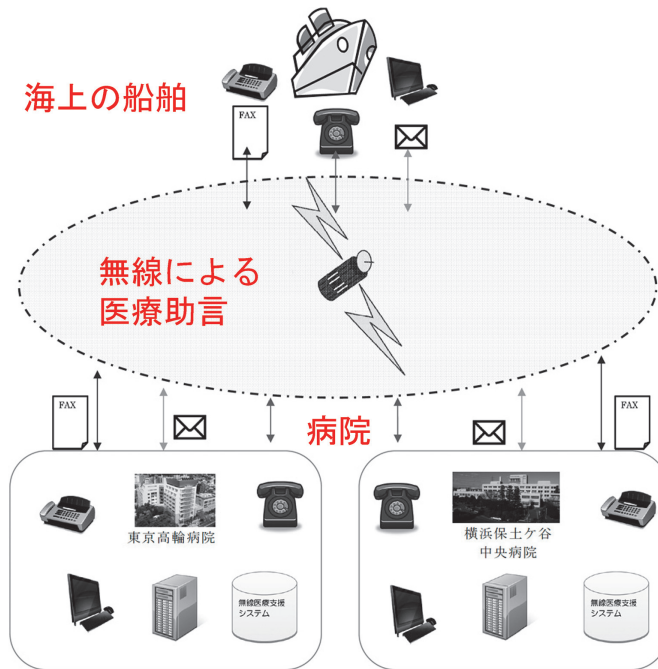 海上の船舶
FAX
無線による
医療助言
FAX
病院
FAX
東京高輪病院
横浜保土ケ谷
中央病院
無線医療支援
システム
無線医療支援
システム